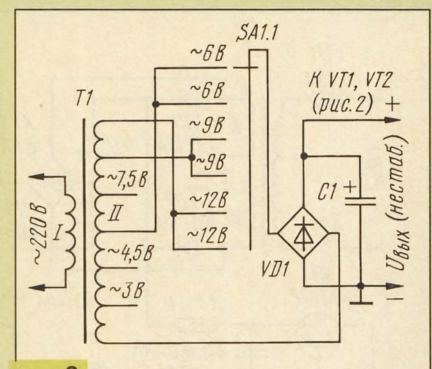 SA1.1
~6В
~6В
~9В
~9В
~12В
~12В
T1
~7,5В
II
~4,5В
~3В
~220В
I
К VT1, VT2
(рис.2) +
C1 +
VD1
Uвых (нестаб.)
−